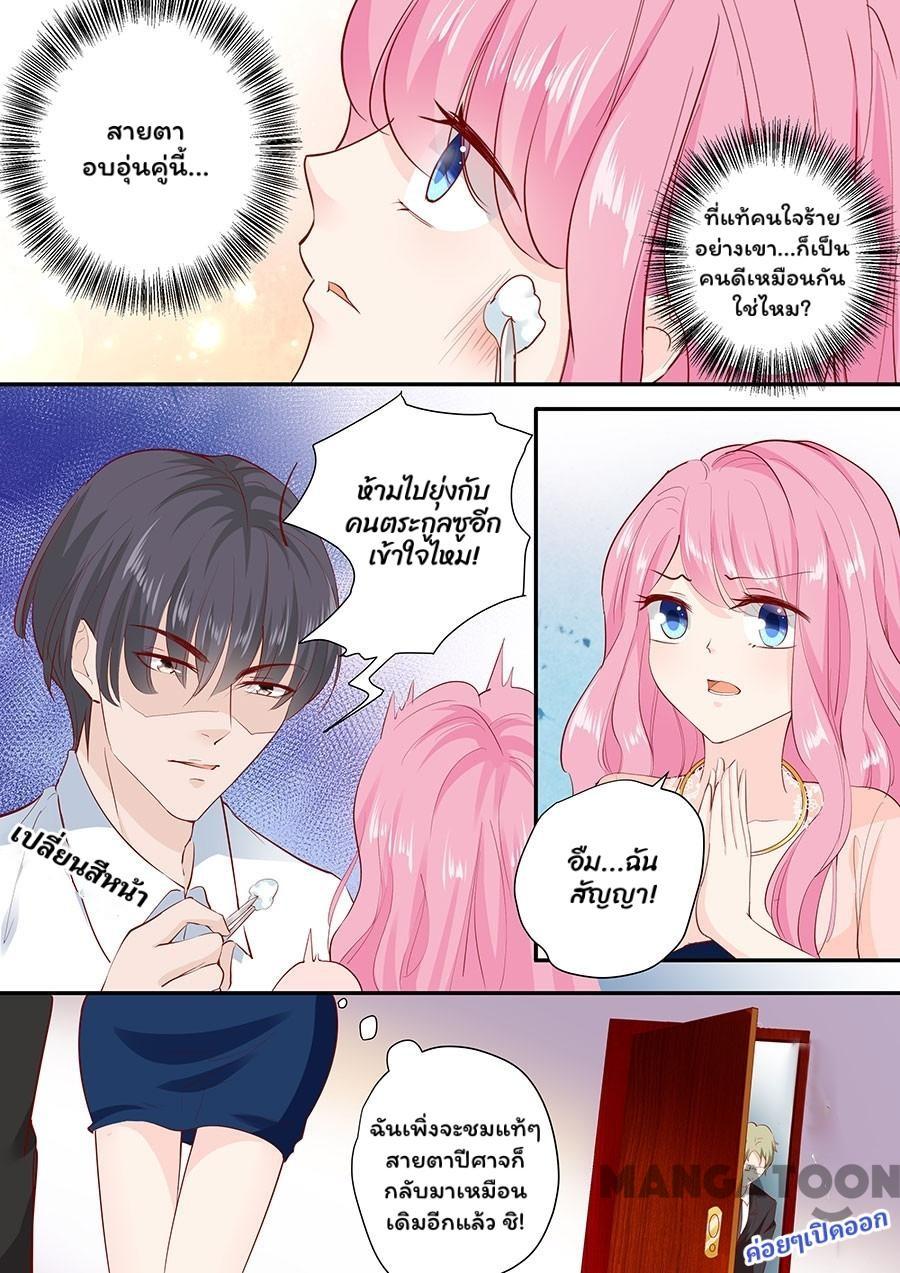 สายตา
อบอุ่นคู่นี้...
ที่แท้คนใจร้าย
อย่างเขา...ก็เป็น
คนดีเหมือนกัน
ใช่ไหม?
ห้ามไปยุ่งกับ
คนตระกูลซูอีก
เข้าใจไหม!
เปลี่ยนสีหน้า
อืม...ฉัน
สัญญา!
ฉันเพิ่งจะชมแท้ๆ
สายตาปีศาจก็
กลับมาเหมือน
เดิมอีกแล้ว ชิ!
MANGATOON
ค่อยๆเปิดออก